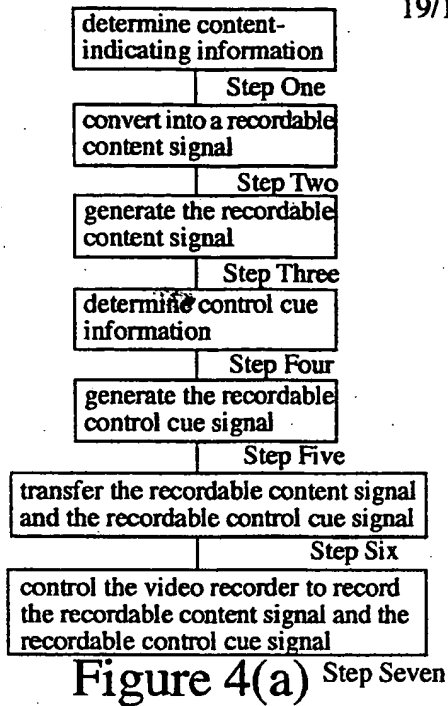 19/1
determine content-
indicating information
Step One
convert into a recordable
content signal
Step Two
generate the recordable
content signal
Step Three
determine control cue
information
Step Four
generate the recordable
control cue signal
Step Five
transfer the recordable content signal
and the recordable control cue signal
Step Six
control the video recorder to record
the recordable content signal and the
recordable control cue signal
Figure 4(a) Step Seven